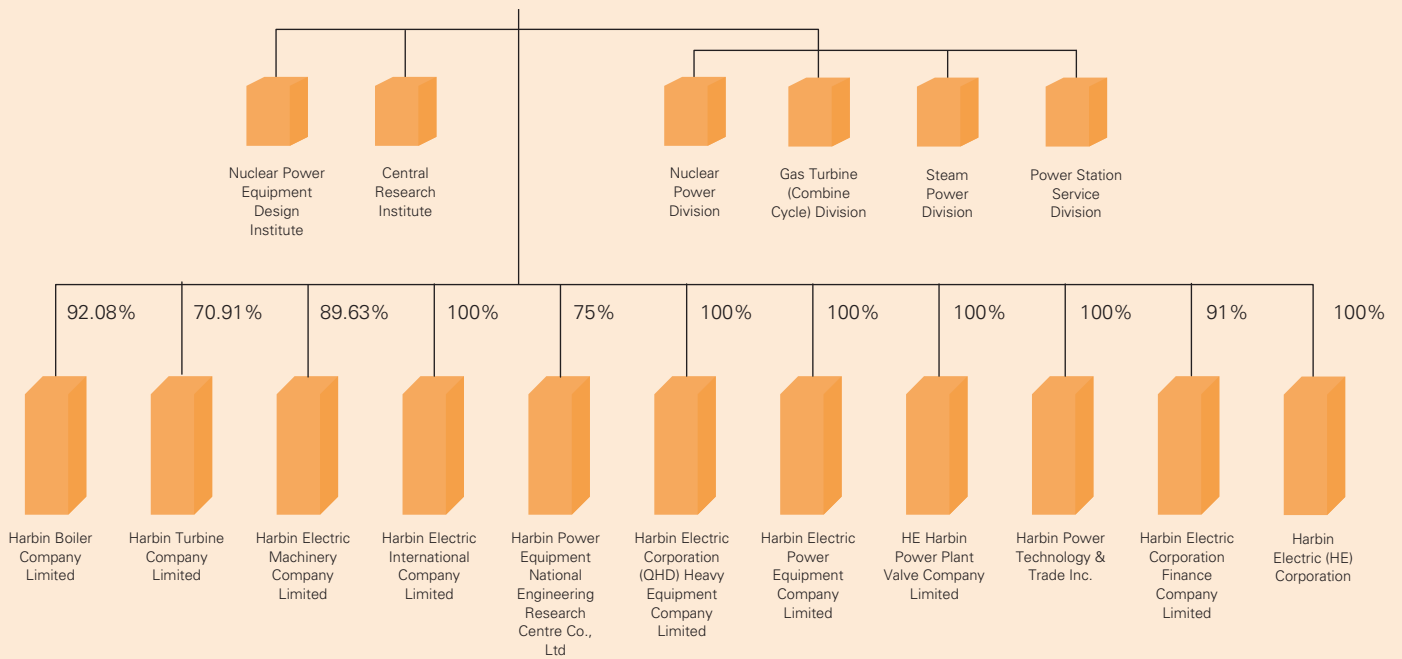 Nuclear Power
Equipment
Design
Institute
Central
Research
Institute
Nuclear
Power
Division
Gas Turbine
(Combine
Cycle) Division
Steam
Power
Division
Power Station
Service
Division
92.08%
70.91%
89.63%
100%
75%
100%
100%
100%
100%
91%
100%
Harbin Boiler
Company
Limited
Harbin Turbine
Company
Limited
Harbin Electric
Machinery
Company
Limited
Harbin Electric
International
Company
Limited
Harbin Power
Equipment
National
Engineering
Research
Centre Co.,
Ltd
Harbin Electric
Corporation
(QHD) Heavy
Equipment
Company
Limited
Harbin Electric
Power
Equipment
Company
Limited
HE Harbin
Power Plant
Valve Company
Limited
Harbin Power
Technology &
Trade Inc.
Harbin Electric
Corporation
Finance
Company
Limited
Harbin
Electric (HE)
Corporation